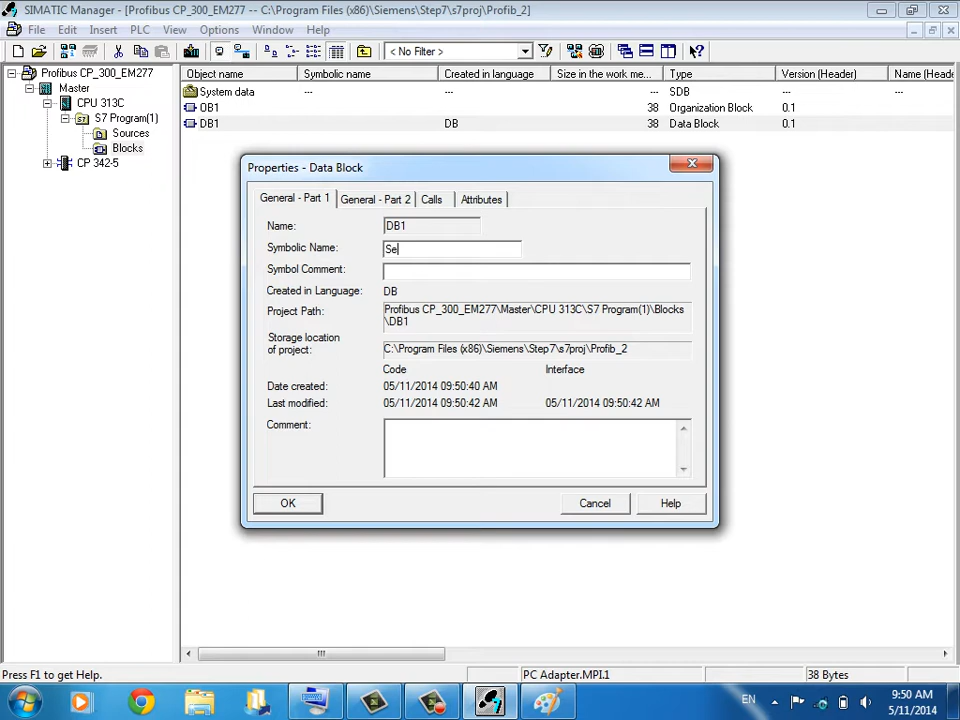 SIMATIC Manager - [Profibus CP_300_EM277 -- C:\Program Files (x86)\Siemens\Step7\s7proj\Profib_2]
File Edit Insert PLC View Options Window Help
< No Filter >
Profibus CP_300_EM277
Master
CPU 313C
S7 Program(1)
Sources
Blocks
CP 342-5
Object name Symbolic name Created in language Size in the work me... Type Version (Header) Name (Heade
System data --- --- --- SDB --- ---
OB1 38 Organization Block 0.1
DB1 DB 38 Data Block 0.1
Properties - Data Block
General - Part 1 General - Part 2 Calls Attributes
Name: DB1
Symbolic Name: Se
Symbol Comment:
Created in Language: DB
Project Path: Profibus CP_300_EM277\Master\CPU 313C\S7 Program(1)\Blocks
\DB1
Storage location
of project: C:\Program Files (x86)\Siemens\Step7\s7proj\Profib_2
Code Interface
Date created: 05/11/2014 09:50:40 AM
Last modified: 05/11/2014 09:50:42 AM 05/11/2014 09:50:42 AM
Comment:
OK Cancel Help
Press F1 to get Help. PC Adapter.MPI.1 38 Bytes
EN
9:50 AM
5/11/2014